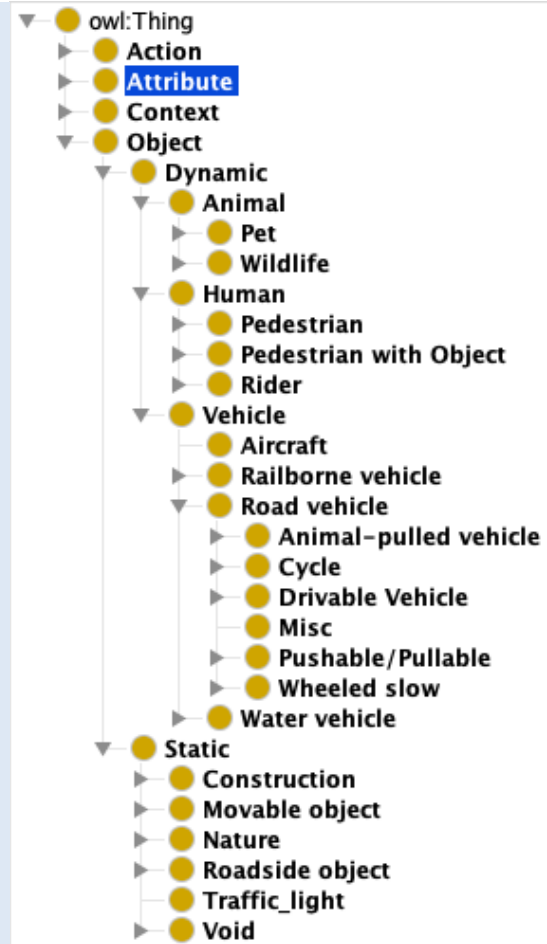 owl:Thing
Action
Attribute
Context
Object
Dynamic
Animal
Pet
Wildlife
Human
Pedestrian
Pedestrian with Object
Rider
Vehicle
Aircraft
Railborne vehicle
Road vehicle
Animal-pulled vehicle
Cycle
Drivable Vehicle
Misc
Pushable/Pullable
Wheeled slow
Water vehicle
Static
Construction
Movable object
Nature
Roadside object
Traffic_light
Void